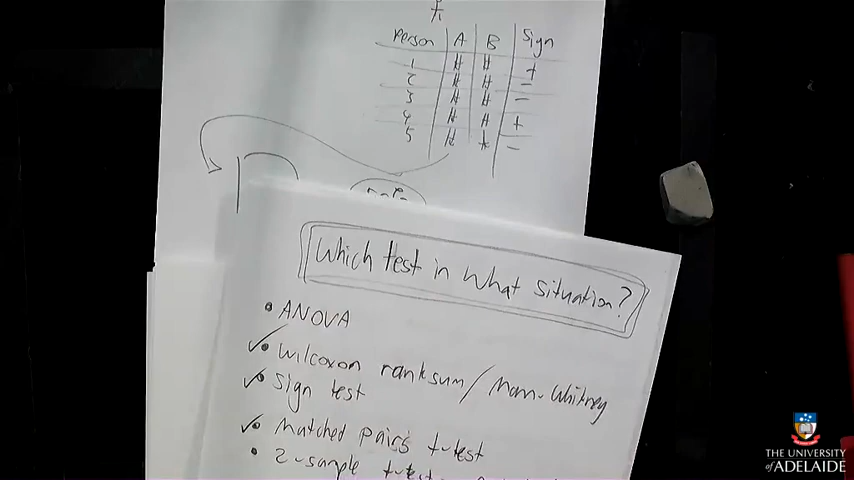 Person A B Sign
1 # # +
2 # # -
3 # # -
4 # # +
5 # # -
Which test in what situation?
• ANOVA
• Wilcoxon ranksum/Mann-Whitney
• Sign test
• Matched pairs t-test
• 2-sample t-test
THE UNIVERSITY
of ADELAIDE